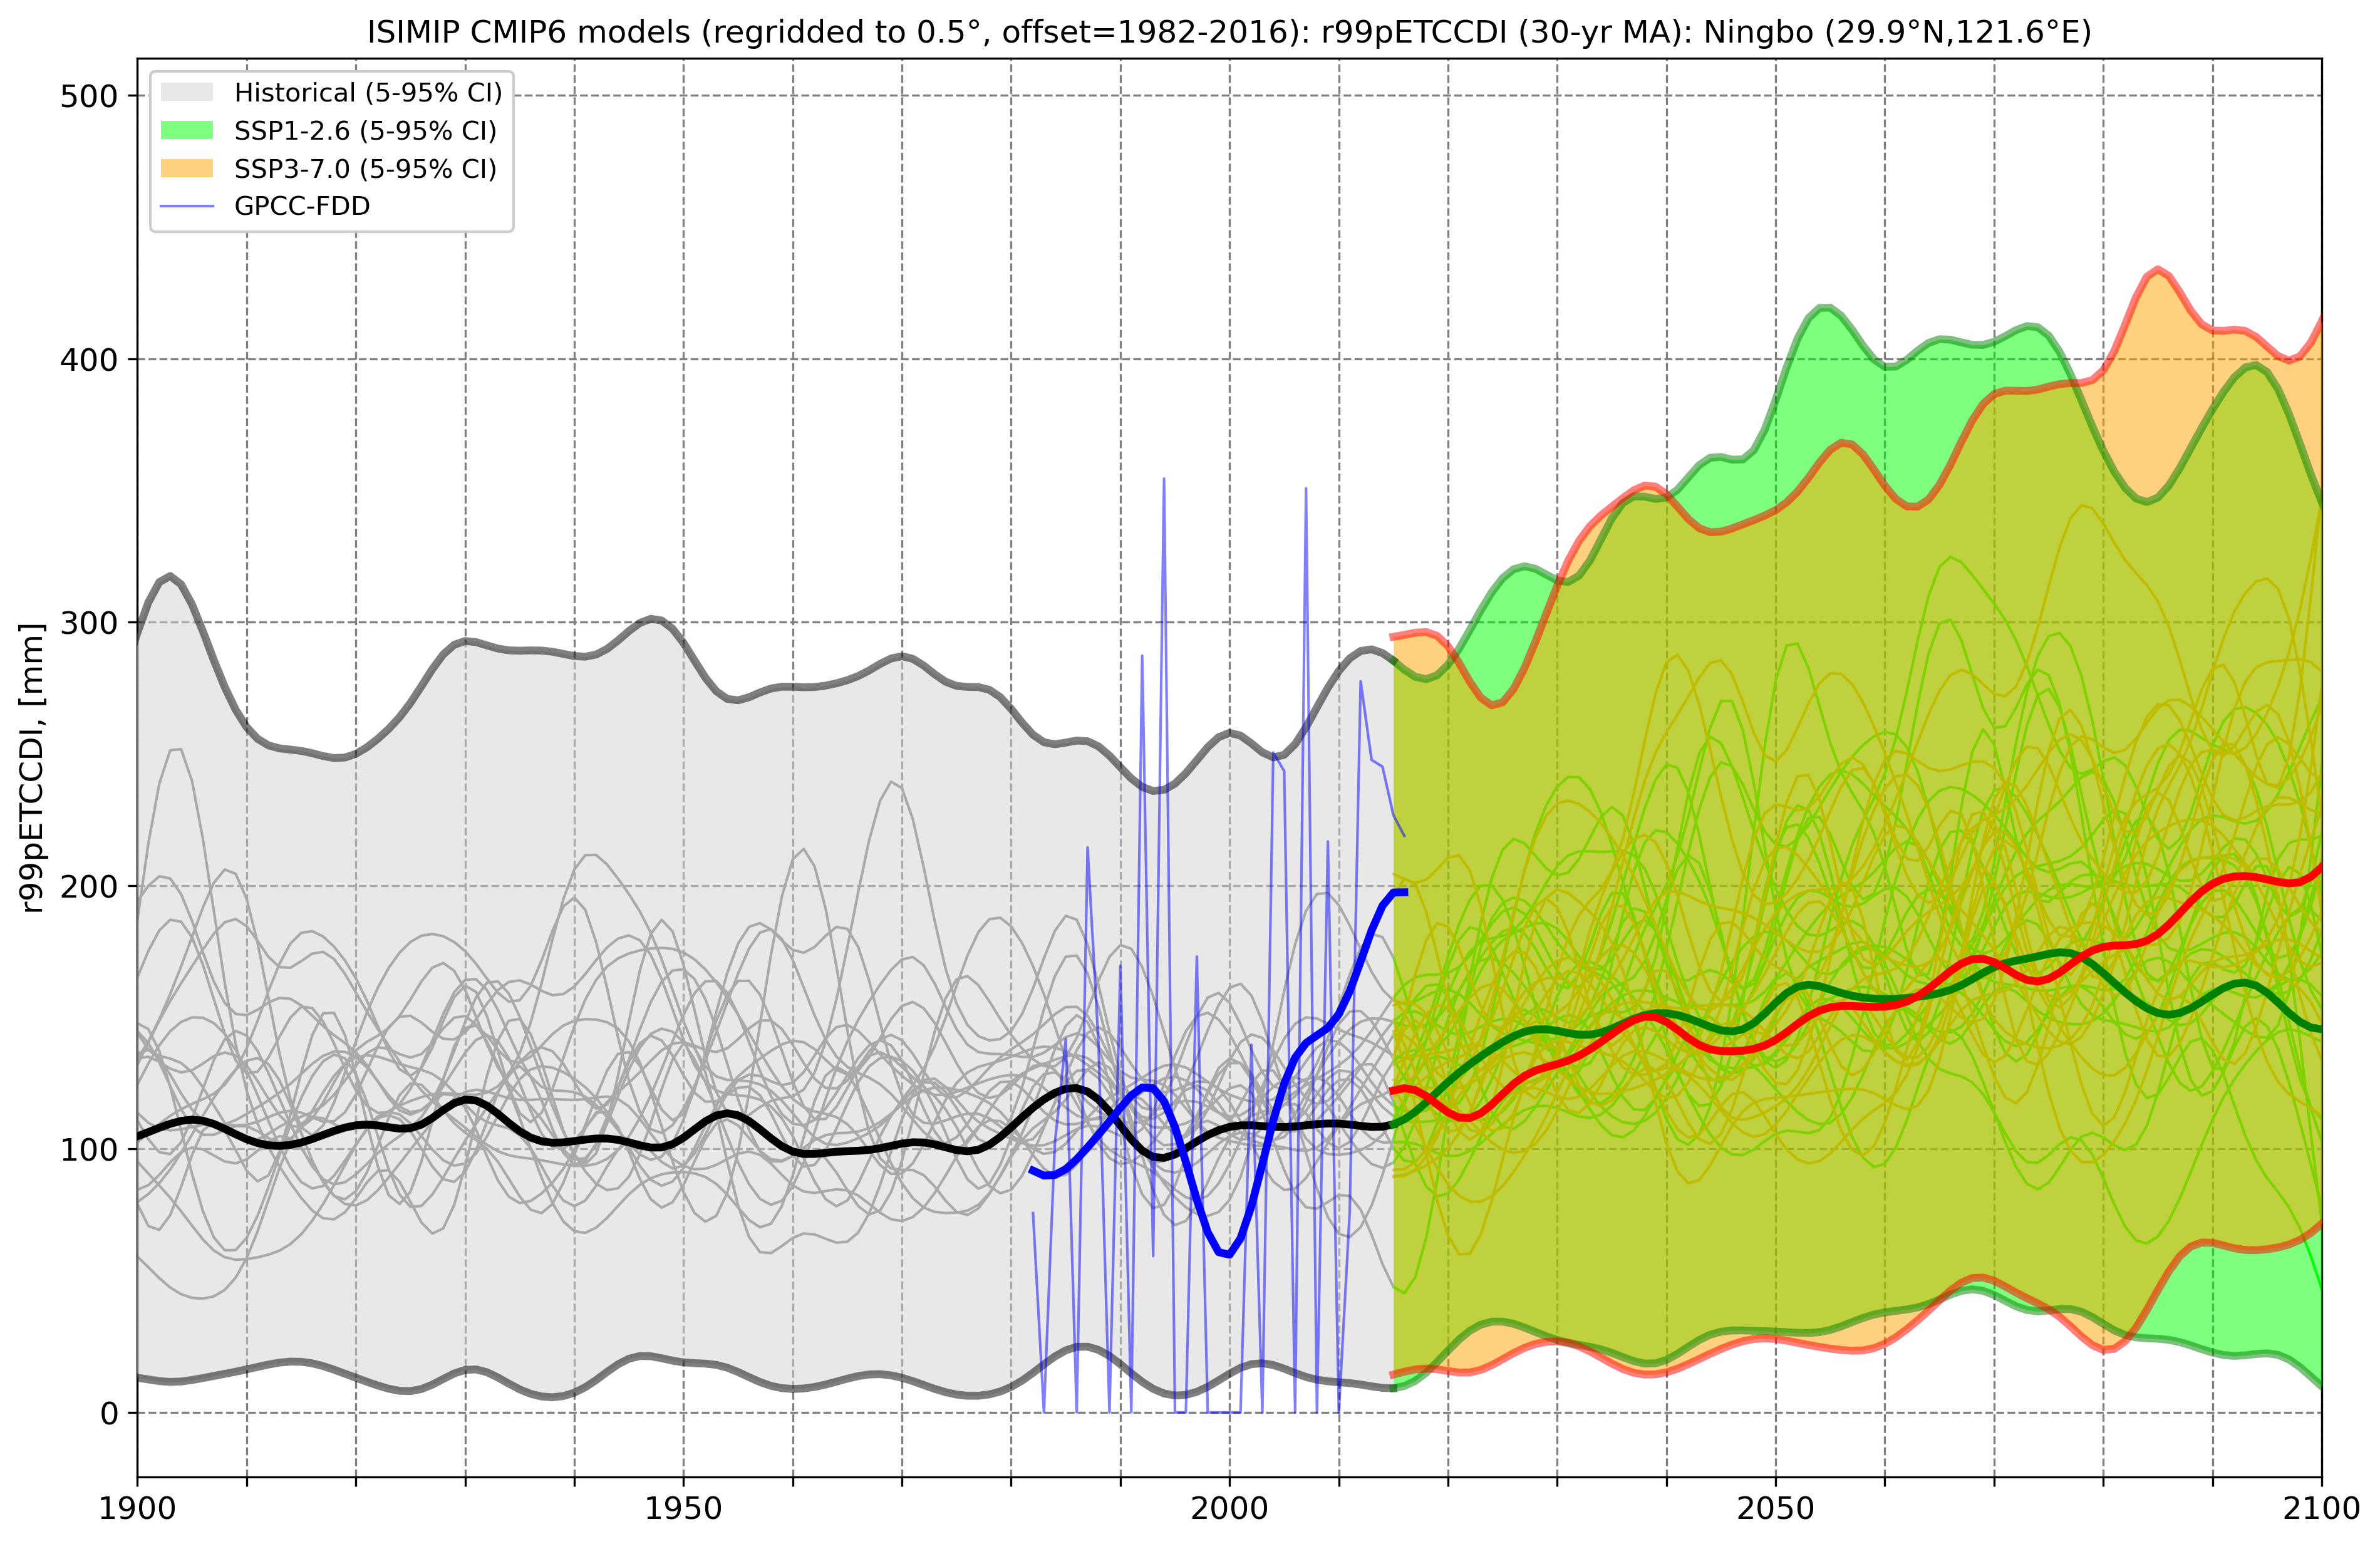 ISIMIP CMIP6 models (regridded to 0.5°, offset=1982-2016): r99pETCCDI (30-yr MA): Ningbo (29.9°N,121.6°E)
Historical (5-95% CI)
SSP1-2.6 (5-95% CI)
SSP3-7.0 (5-95% CI)
GPCC-FDD
r99pETCCDI, [mm]
500
400
300
200
100
0
1900 1950 2000 2050 2100